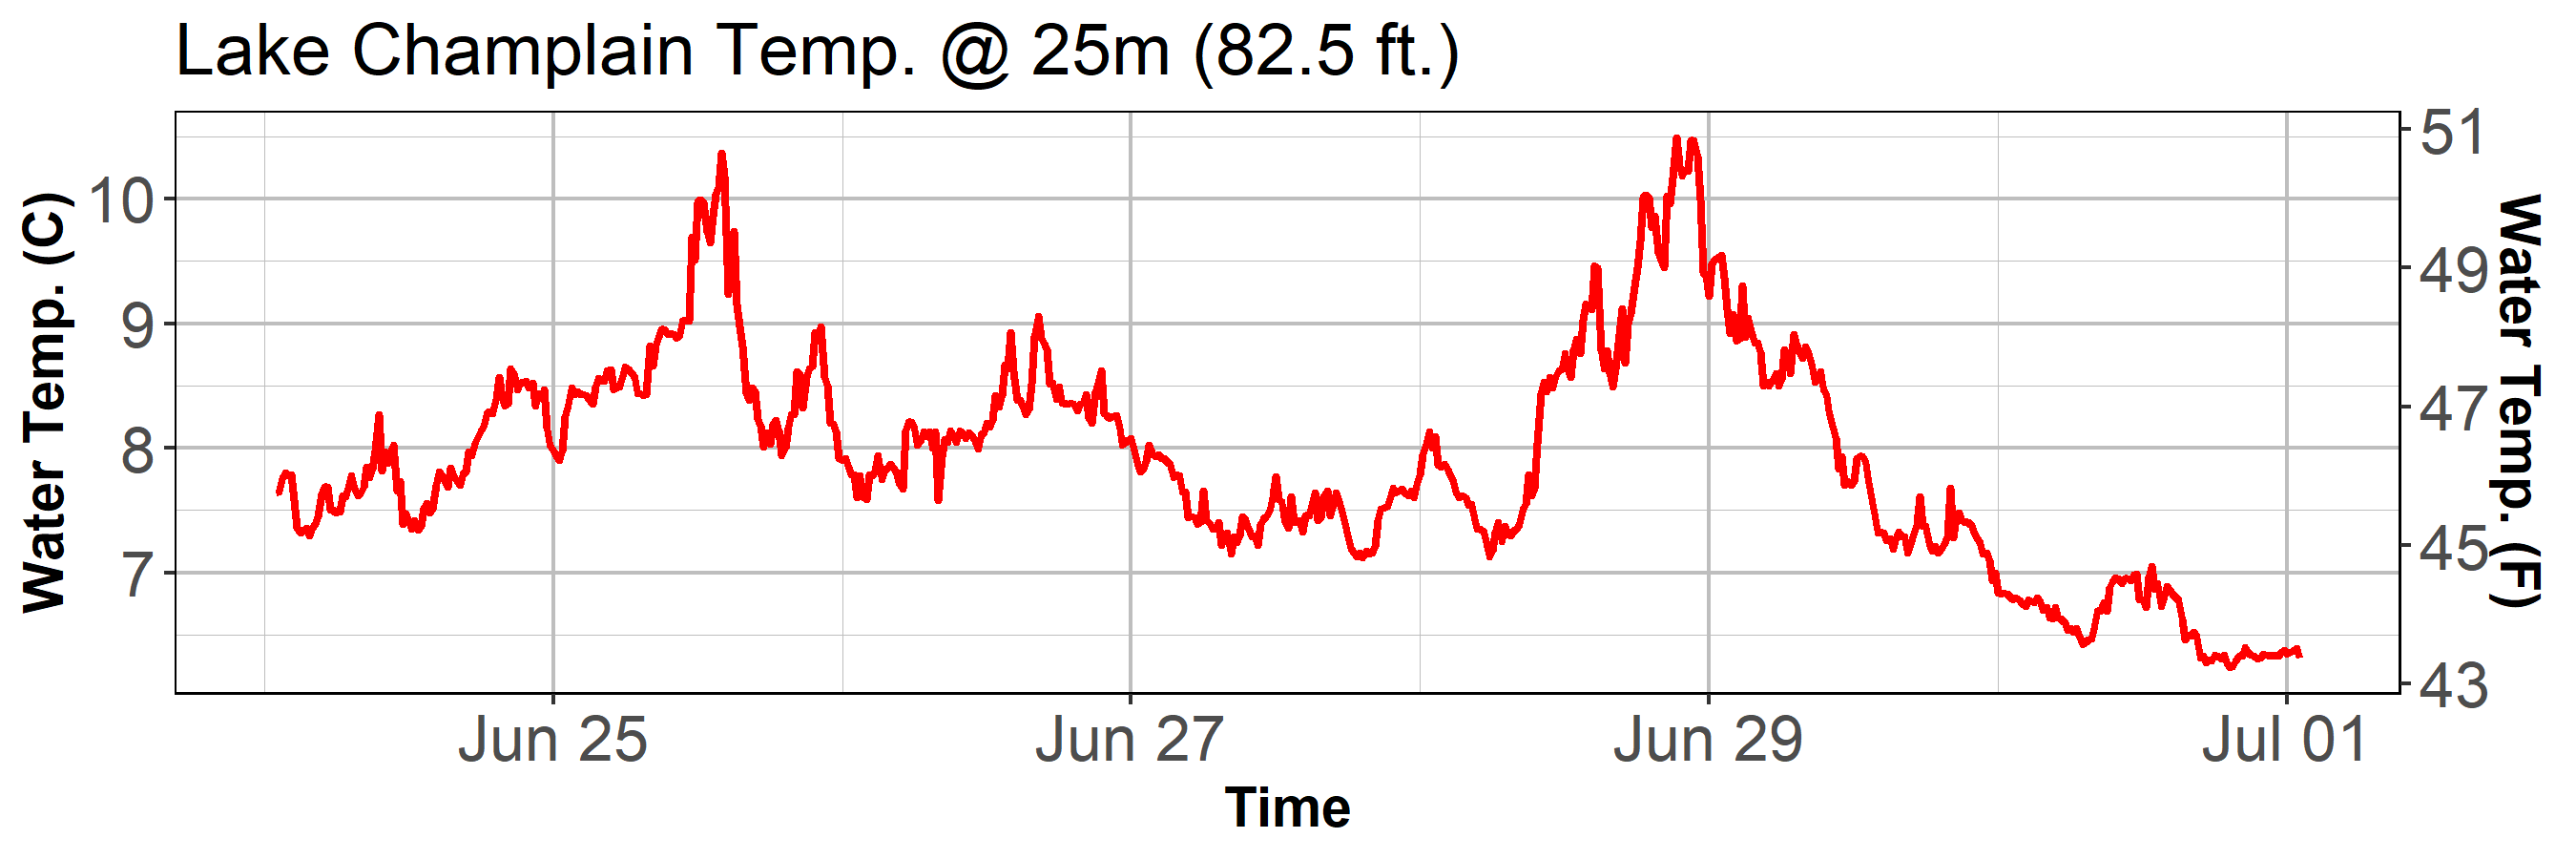 Lake Champlain Temp. @ 25m (82.5 ft.)
Water Temp. (C)
10
9
8
7
51
49
47
45
43
Water Temp. (F)
Jun 25
Jun 27
Jun 29
Jul 01
Time